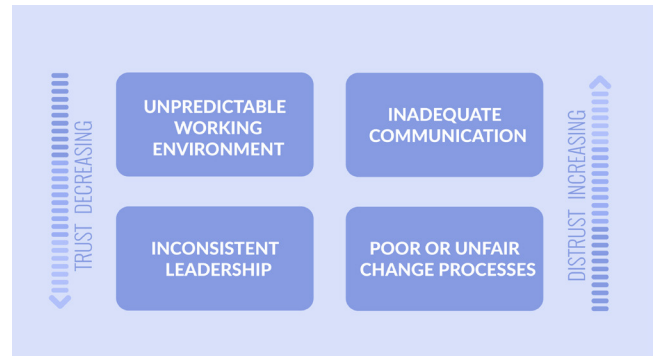 TRUST DECREASING
UNPREDICTABLE
WORKING
ENVIRONMENT
INADEQUATE
COMMUNICATION
INCONSISTENT
LEADERSHIP
POOR OR UNFAIR
CHANGE PROCESSES
DISTRUST INCREASING